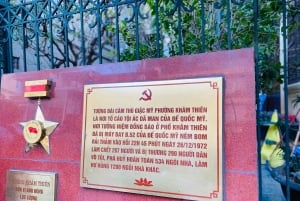 TƯỢNG ĐÀI CĂM THÙ GIẶC MỸ PHƯỜNG KHÂM THIÊN
LÀ NƠI TỐ CÁO TỘI ÁC DÃ MAN CỦA ĐẾ QUỐC MỸ,
NƠI TƯỞNG NIỆM ĐỒNG BÀO Ở PHỐ KHÂM THIÊN
ĐÃ BỊ MÁY BAY B.52 CỦA ĐẾ QUỐC MỸ NÉM BOM
RẢI THẢM VÀO HỒI 22H 45 PHÚT NGÀY 26/12/1972
LÀM CHẾT 287 NGƯỜI VÀ BỊ THƯƠNG 290 NGƯỜI DÂN
VÔ TỘI, PHÁ HUỶ HOÀN TOÀN 534 NGÔI NHÀ, LÀM
HƯ HỎNG 1200 NGÔI NHÀ KHÁC.
KHÂM THIÊN